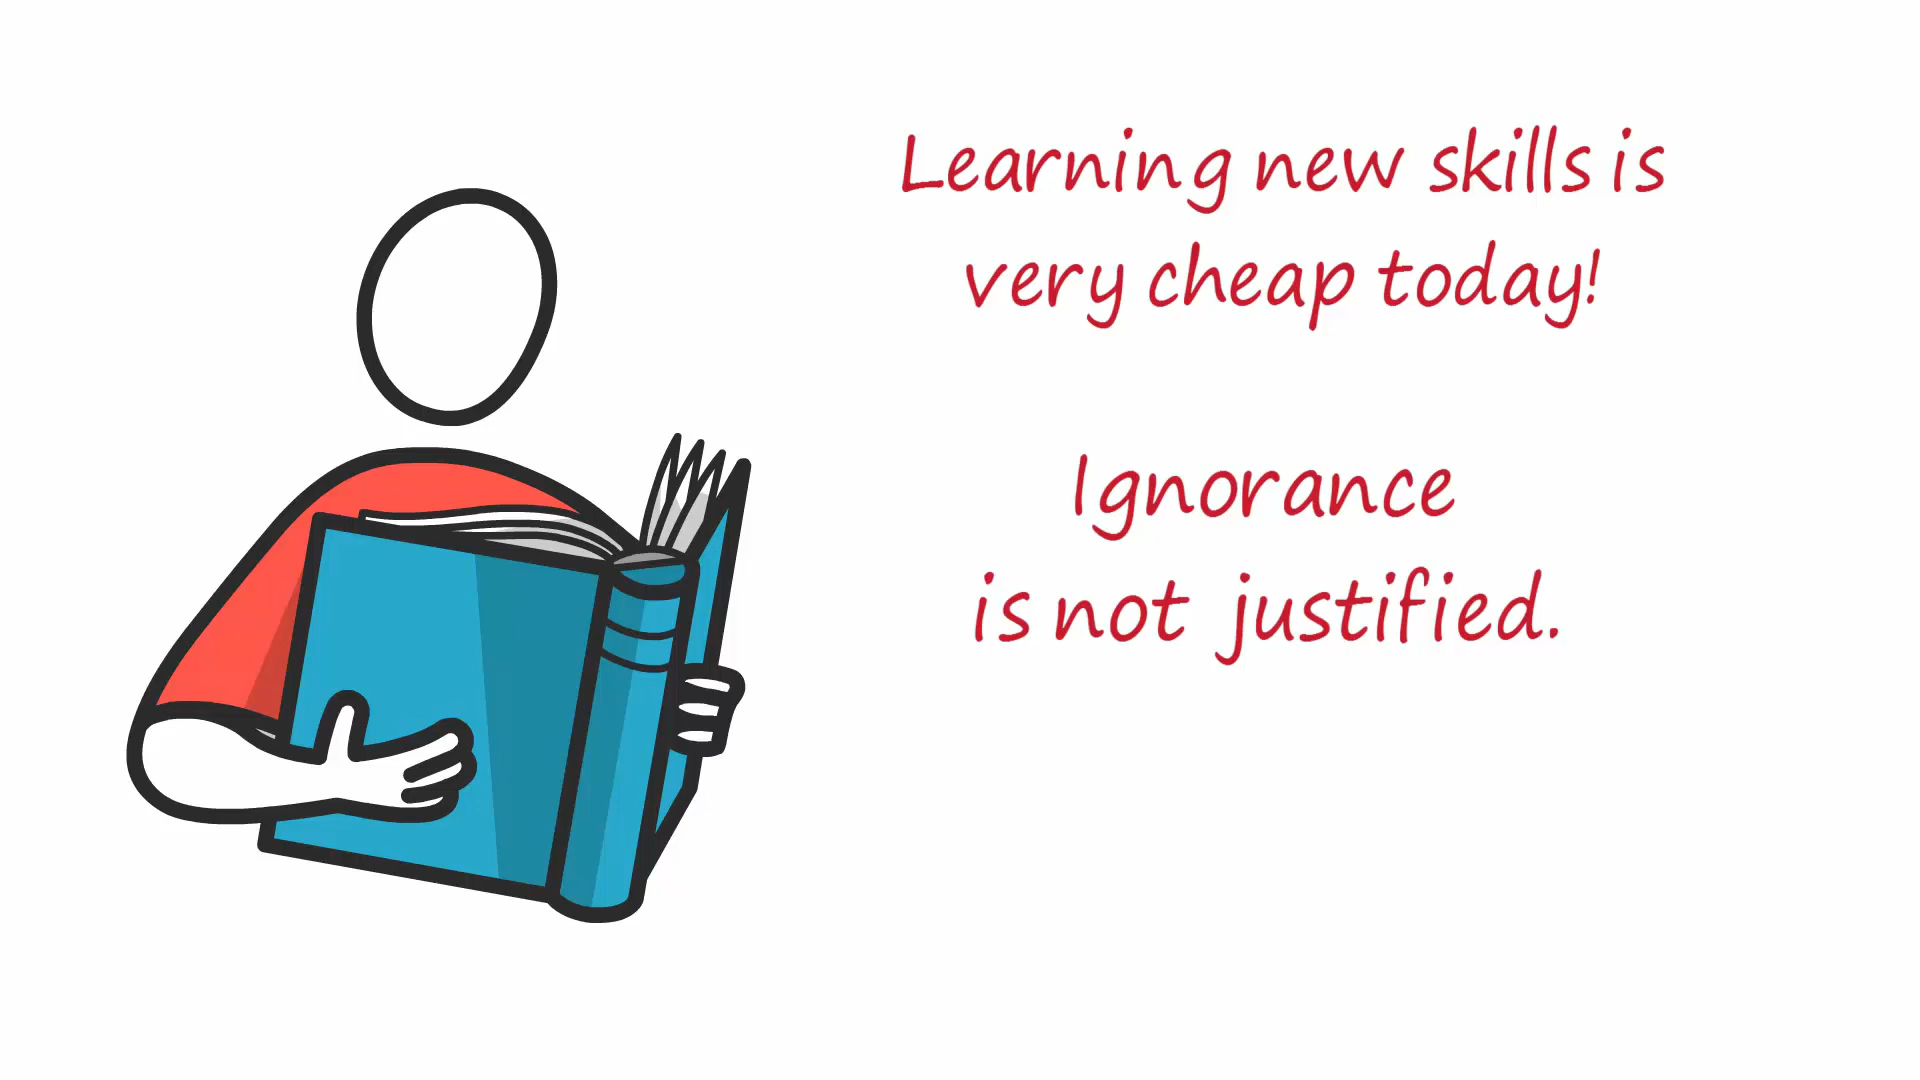 Learning new skills is
very cheap today!
Ignorance
is not justified.